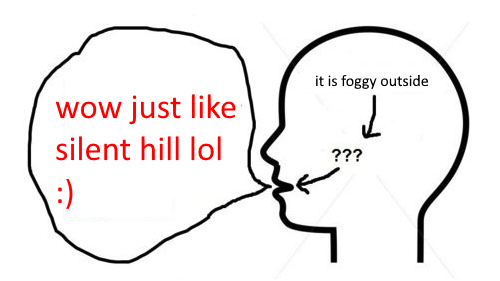 it is foggy outside
???
wow just like
silent hill lol
:)